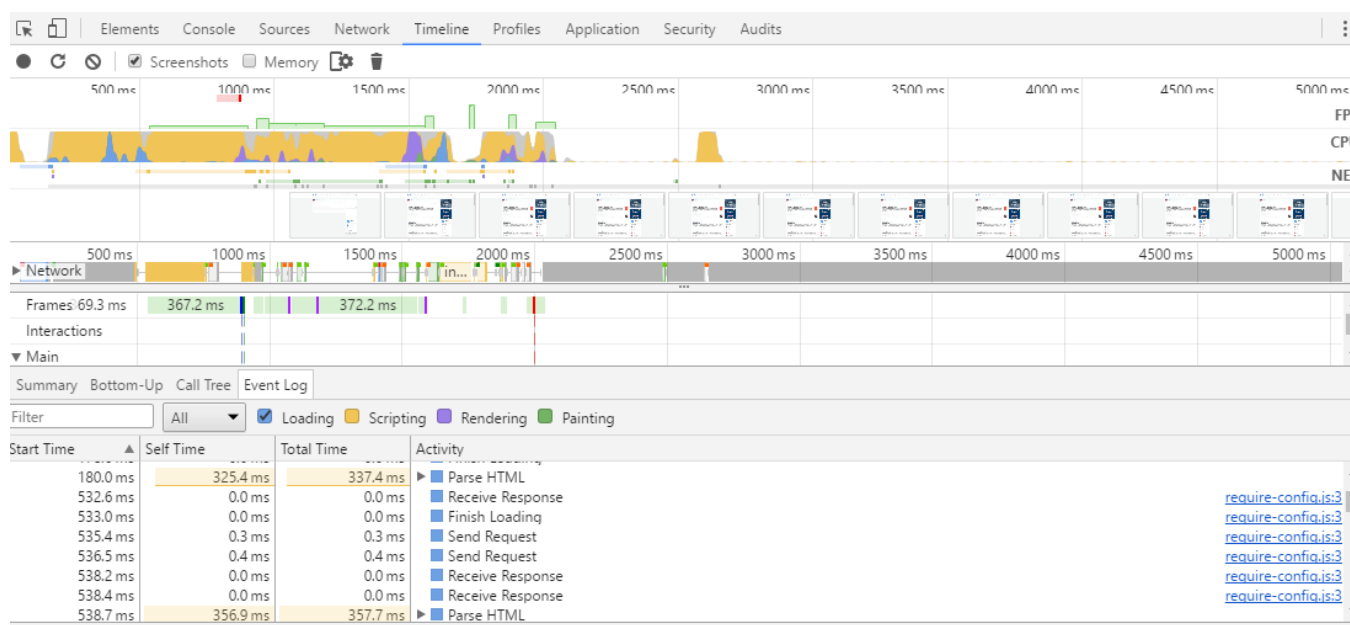 Elements Console Sources Network Timeline Profiles Application Security Audits
Screenshots Memory
500 ms 1000 ms 1500 ms 2000 ms 2500 ms 3000 ms 3500 ms 4000 ms 4500 ms 5000 ms
FP
CPU
NE
500 ms 1000 ms 1500 ms 2000 ms 2500 ms 3000 ms 3500 ms 4000 ms 4500 ms 5000 ms
Network in...
Frames 69.3 ms 367.2 ms 372.2 ms
Interactions
Main
Summary Bottom-Up Call Tree Event Log
Filter All Loading Scripting Rendering Painting
Start Time Self Time Total Time Activity
180.0 ms 325.4 ms 337.4 ms Parse HTML
532.6 ms 0.0 ms 0.0 ms Receive Response require-config.js:3
533.0 ms 0.0 ms 0.0 ms Finish Loading require-config.js:3
535.4 ms 0.3 ms 0.3 ms Send Request require-config.js:3
536.5 ms 0.4 ms 0.4 ms Send Request require-config.js:3
538.2 ms 0.0 ms 0.0 ms Receive Response require-config.js:3
538.4 ms 0.0 ms 0.0 ms Receive Response require-config.js:3
538.7 ms 356.9 ms 357.7 ms Parse HTML